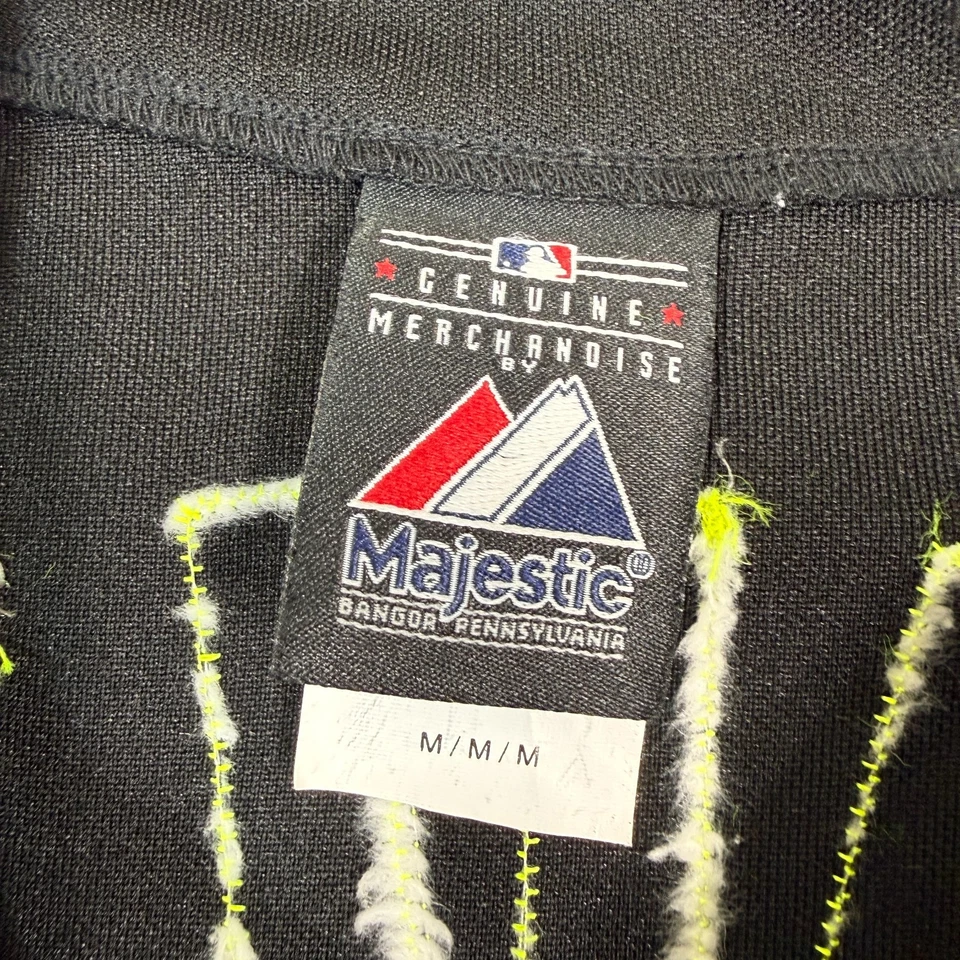 GENUINE
MERCHANDISE
BY
Majestic®
BANGOR PENNSYLVANIA
M/M/M